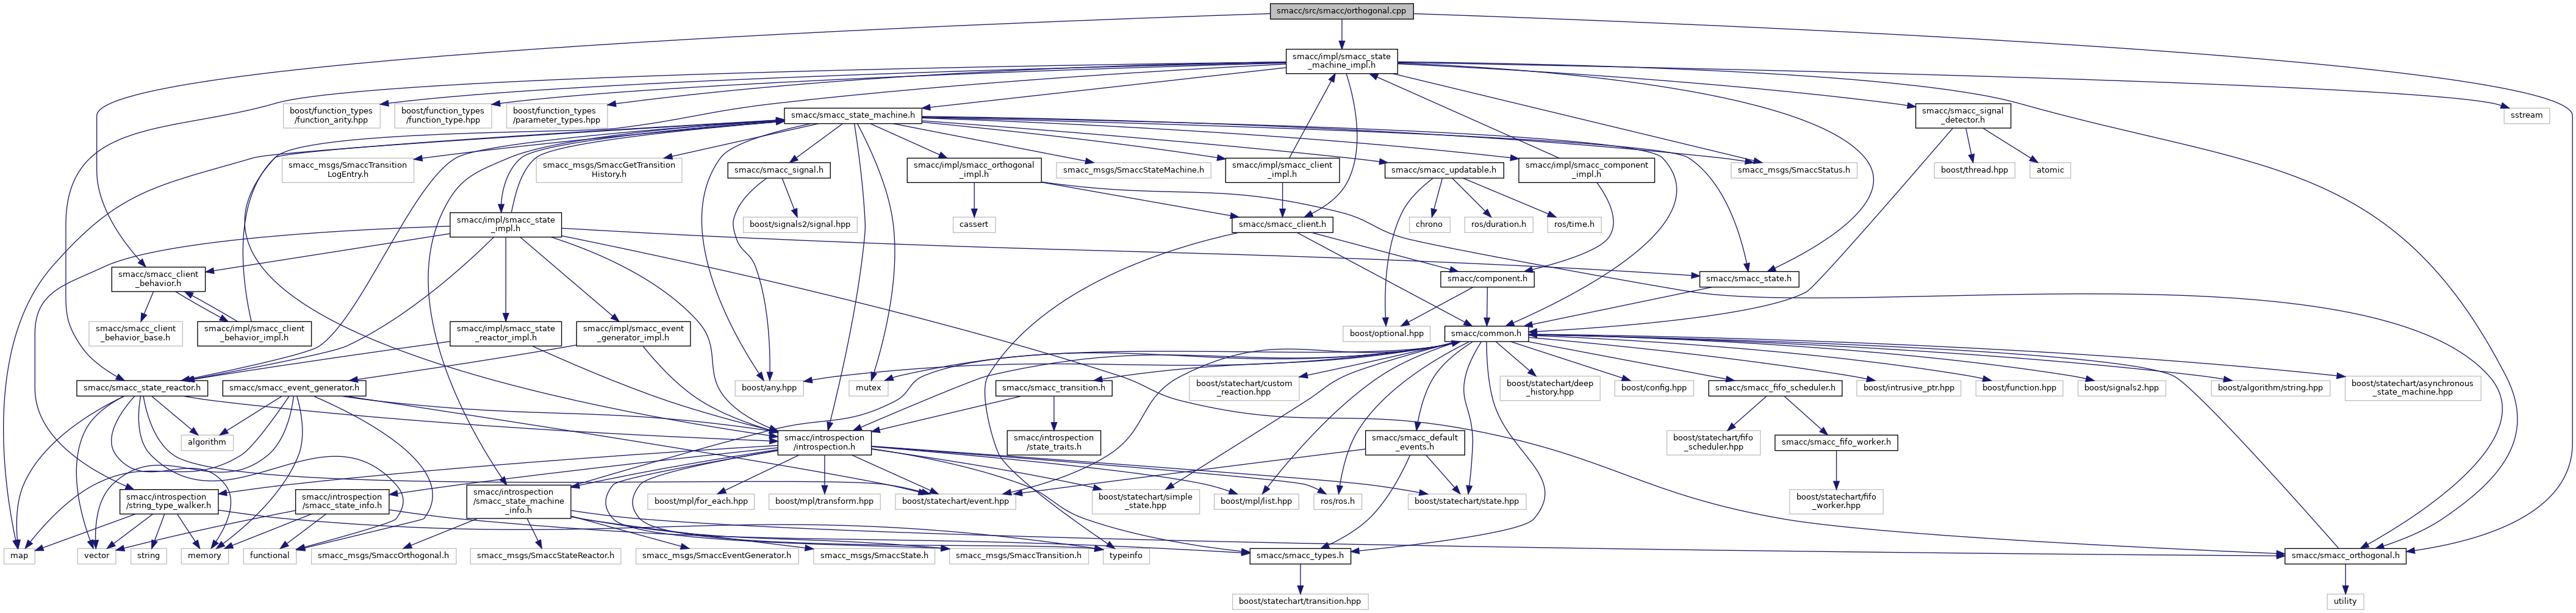 smacc/src/smacc/orthogonal.cpp
smacc/impl/smacc_state
_machine_impl.h
boost/function_types
/function_arity.hpp
boost/function_types
/function_type.hpp
boost/function_types
/parameter_types.hpp
smacc/smacc_state_machine.h
smacc/smacc_signal
_detector.h
sstream
smacc_msgs/SmaccTransition
LogEntry.h
smacc_msgs/SmaccGetTransition
History.h
smacc/smacc_signal.h
smacc/impl/smacc_orthogonal
_impl.h
smacc_msgs/SmaccStateMachine.h
smacc/impl/smacc_client
_impl.h
smacc/smacc_updatable.h
smacc/impl/smacc_component
_impl.h
smacc_msgs/SmaccStatus.h
boost/thread.hpp
atomic
smacc/impl/smacc_state
_impl.h
boost/signals2/signal.hpp
cassert
smacc/smacc_client.h
chrono
ros/duration.h
ros/time.h
smacc/smacc_client
_behavior.h
smacc/component.h
smacc/smacc_state.h
smacc/smacc_client
_behavior_base.h
smacc/impl/smacc_client
_behavior_impl.h
smacc/impl/smacc_state
_reactor_impl.h
smacc/impl/smacc_event
_generator_impl.h
boost/optional.hpp
smacc/common.h
smacc/smacc_state_reactor.h
smacc/smacc_event_generator.h
boost/any.hpp
mutex
smacc/smacc_transition.h
boost/statechart/custom
_reaction.hpp
boost/statechart/deep
_history.hpp
boost/config.hpp
smacc/smacc_fifo_scheduler.h
boost/intrusive_ptr.hpp
boost/function.hpp
boost/signals2.hpp
boost/algorithm/string.hpp
boost/statechart/asynchronous
_state_machine.hpp
algorithm
smacc/introspection
/introspection.h
smacc/introspection
/state_traits.h
smacc/smacc_default
_events.h
boost/statechart/fifo
_scheduler.hpp
smacc/smacc_fifo_worker.h
smacc/introspection
/string_type_walker.h
smacc/introspection
/smacc_state_info.h
smacc/introspection
/smacc_state_machine
_info.h
boost/mpl/for_each.hpp
boost/mpl/transform.hpp
boost/statechart/event.hpp
boost/statechart/simple
_state.hpp
boost/mpl/list.hpp
ros/ros.h
boost/statechart/state.hpp
boost/statechart/fifo
_worker.hpp
map
vector
string
memory
functional
smacc_msgs/SmaccOrthogonal.h
smacc_msgs/SmaccStateReactor.h
smacc_msgs/SmaccEventGenerator.h
smacc_msgs/SmaccState.h
smacc_msgs/SmaccTransition.h
typeinfo
smacc/smacc_types.h
smacc/smacc_orthogonal.h
boost/statechart/transition.hpp
utility